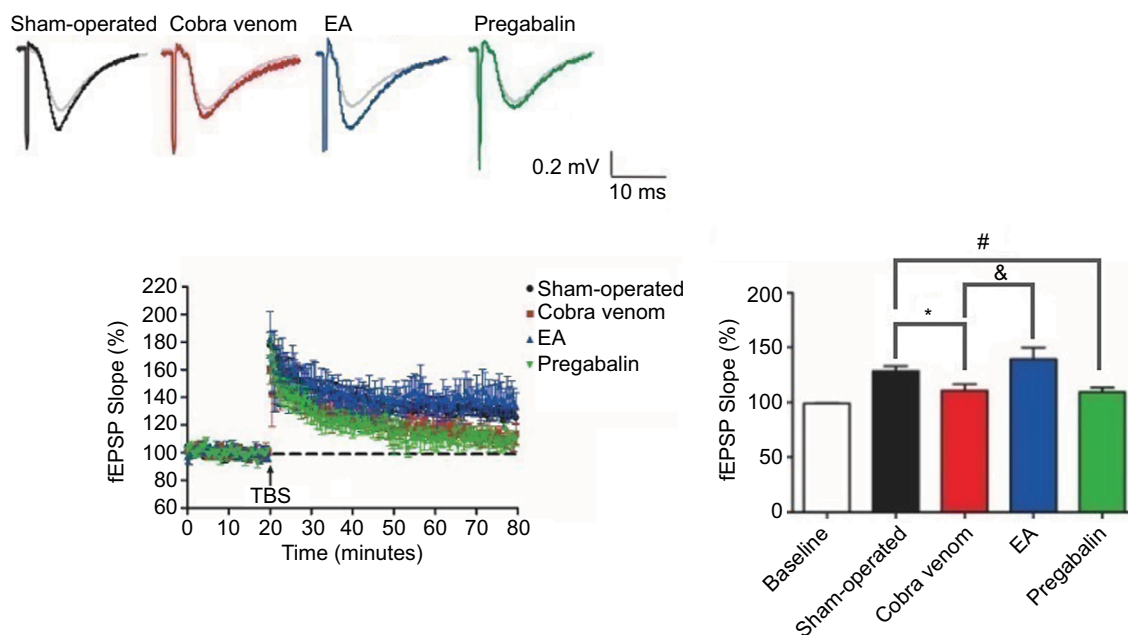 Sham-operated Cobra venom EA Pregabalin
0.2 mV
10 ms
fEPSP Slope (%)
220
200
180
160
140
120
100
80
60
0 10 20 30 40 50 60 70 80
TBS
Time (minutes)
Sham-operated
Cobra venom
EA
Pregabalin
#
&
*
fEPSP Slope (%)
200
150
100
50
0
Baseline
Sham-operated
Cobra venom
EA
Pregabalin